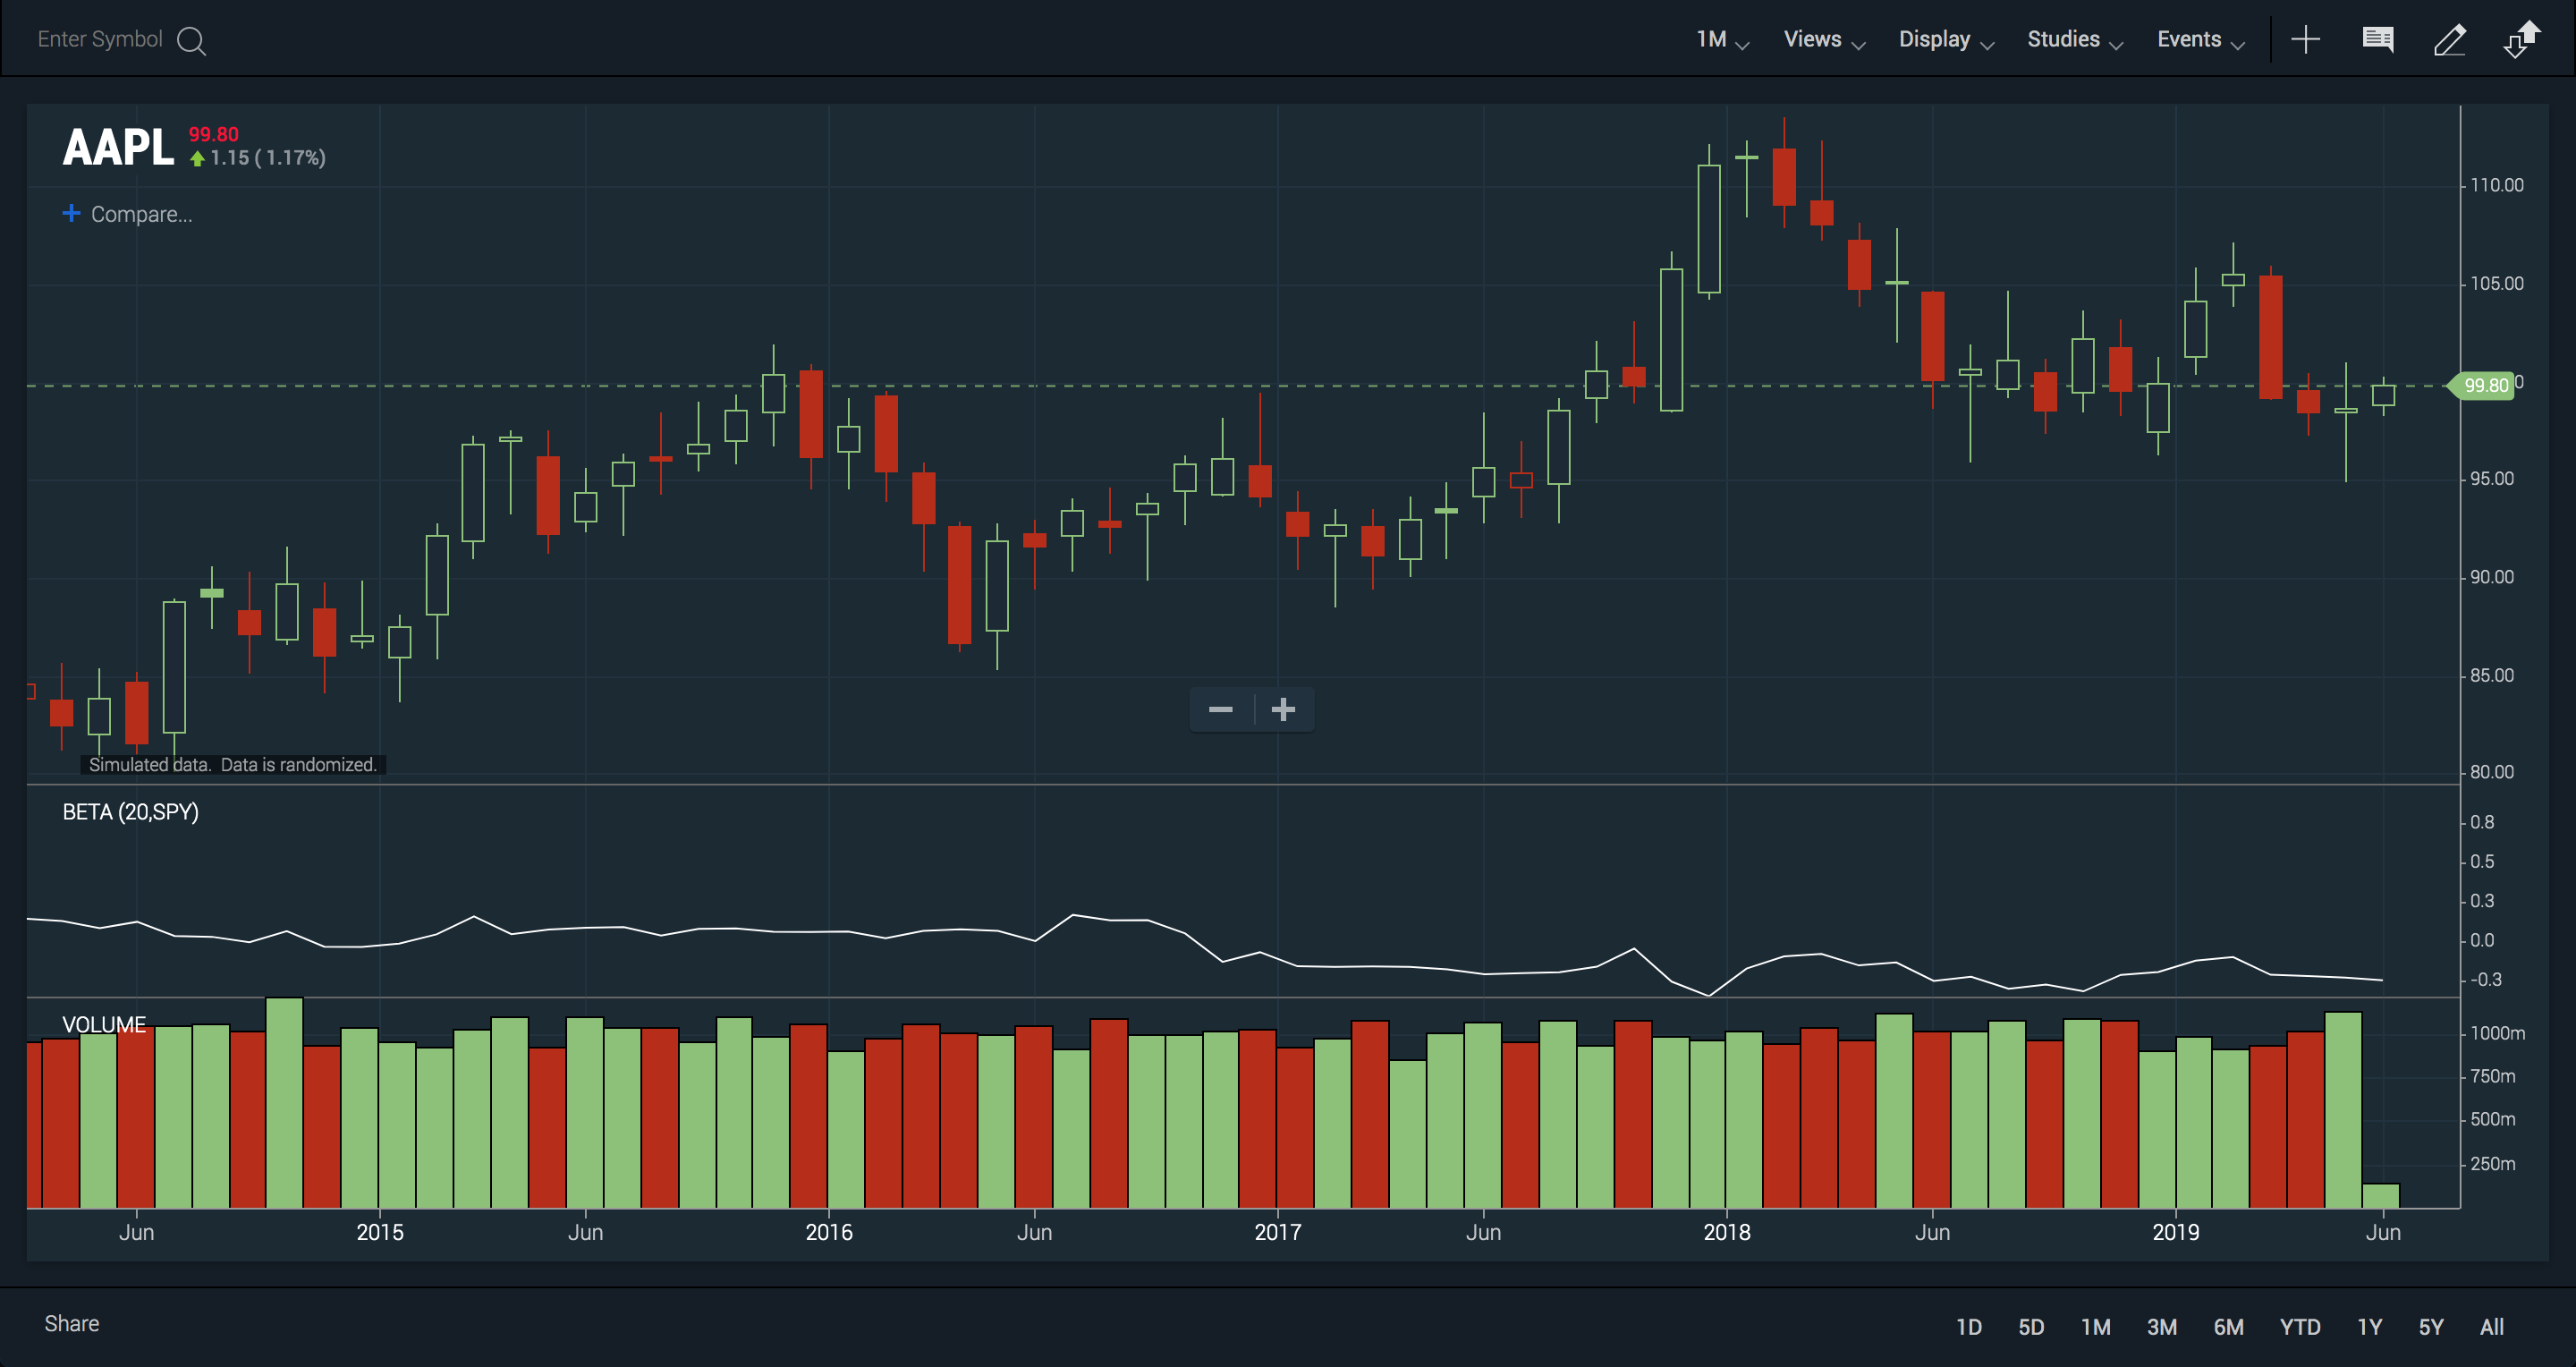 Enter Symbol
1M Views Display Studies Events
AAPL 99.80
1.15 ( 1.17%)
Compare...
110.00
105.00
99.80 0
95.00
90.00
85.00
80.00
Simulated data.  Data is randomized.
BETA (20,SPY)
0.8
0.5
0.3
0.0
-0.3
VOLUME
1000m
750m
500m
250m
Jun 2015 Jun 2016 Jun 2017 Jun 2018 Jun 2019 Jun
Share
1D 5D 1M 3M 6M YTD 1Y 5Y All